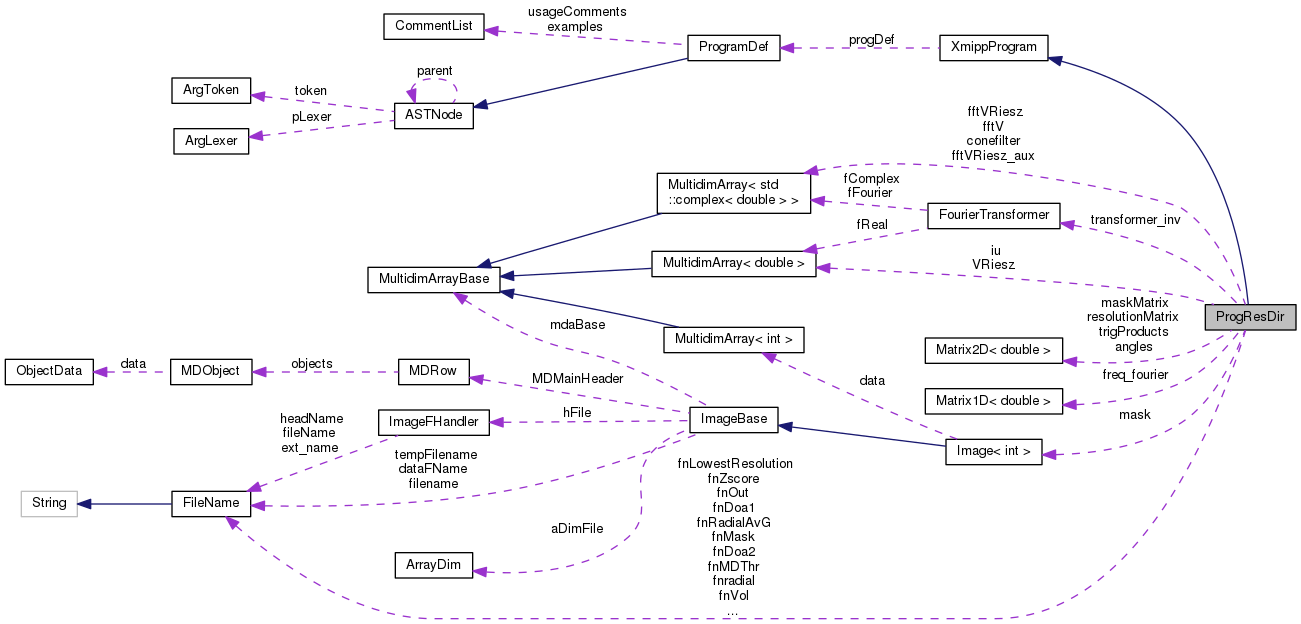 usageComments
examples
CommentList
ProgramDef
progDef
XmippProgram
parent
ArgToken
token
ASTNode
pLexer
ArgLexer
fftVRiesz
fftV
conefilter
fftVRiesz_aux
MultidimArray< std
::complex< double > >
fComplex
fFourier
FourierTransformer
transformer_inv
fReal
MultidimArray< double >
iu
VRiesz
MultidimArrayBase
ProgResDir
mdaBase
MultidimArray< int >
maskMatrix
resolutionMatrix
trigProducts
angles
Matrix2D< double >
ObjectData
data
MDObject
objects
MDRow
MDMainHeader
data
freq_fourier
Matrix1D< double >
headName
fileName
ext_name
ImageFHandler
hFile
ImageBase
mask
Image< int >
tempFilename
dataFName
filename
String
FileName
fnLowestResolution
fnZscore
fnOut
fnDoa1
fnRadialAvG
fnMask
fnDoa2
fnMDThr
fnradial
fnVol
...
aDimFile
ArrayDim